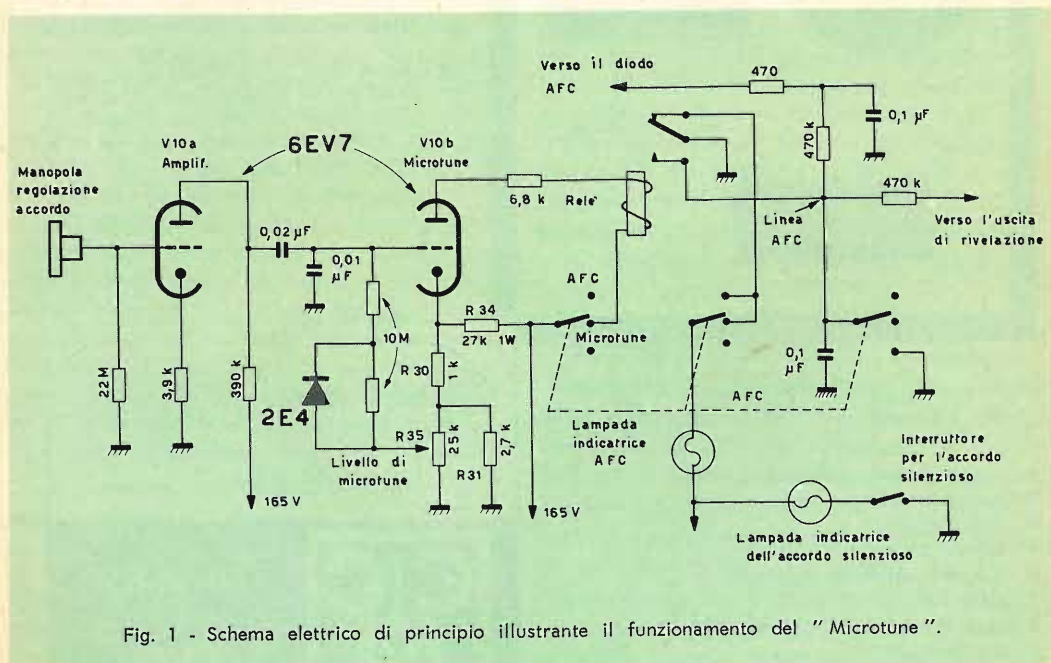 Verso il diodo
AFC
470
0,1 µF
470k
470 k
Linea
AFC
Verso l'uscita
di rivelazione
Manopola
regolazione
accordo
V10a
Amplif.
6EV7
V10b
Microtune
0,02 µF
0,01
µF
6,8 k
Relè
AFC
Microtune
R 34
27k 1W
10M
R 30
1 k
22 M
3,9 k
390 k
2E4
R35
25 k
2,7 k
R31
Livello di
microtune
165 V
165 V
0,1
µF
AFC
Lampada
indicatrice
AFC
Interruttore
per l'accordo
silenzioso
Lampada indicatrice
dell'accordo silenzioso
Fig. 1 - Schema elettrico di principio illustrante il funzionamento del "Microtune".